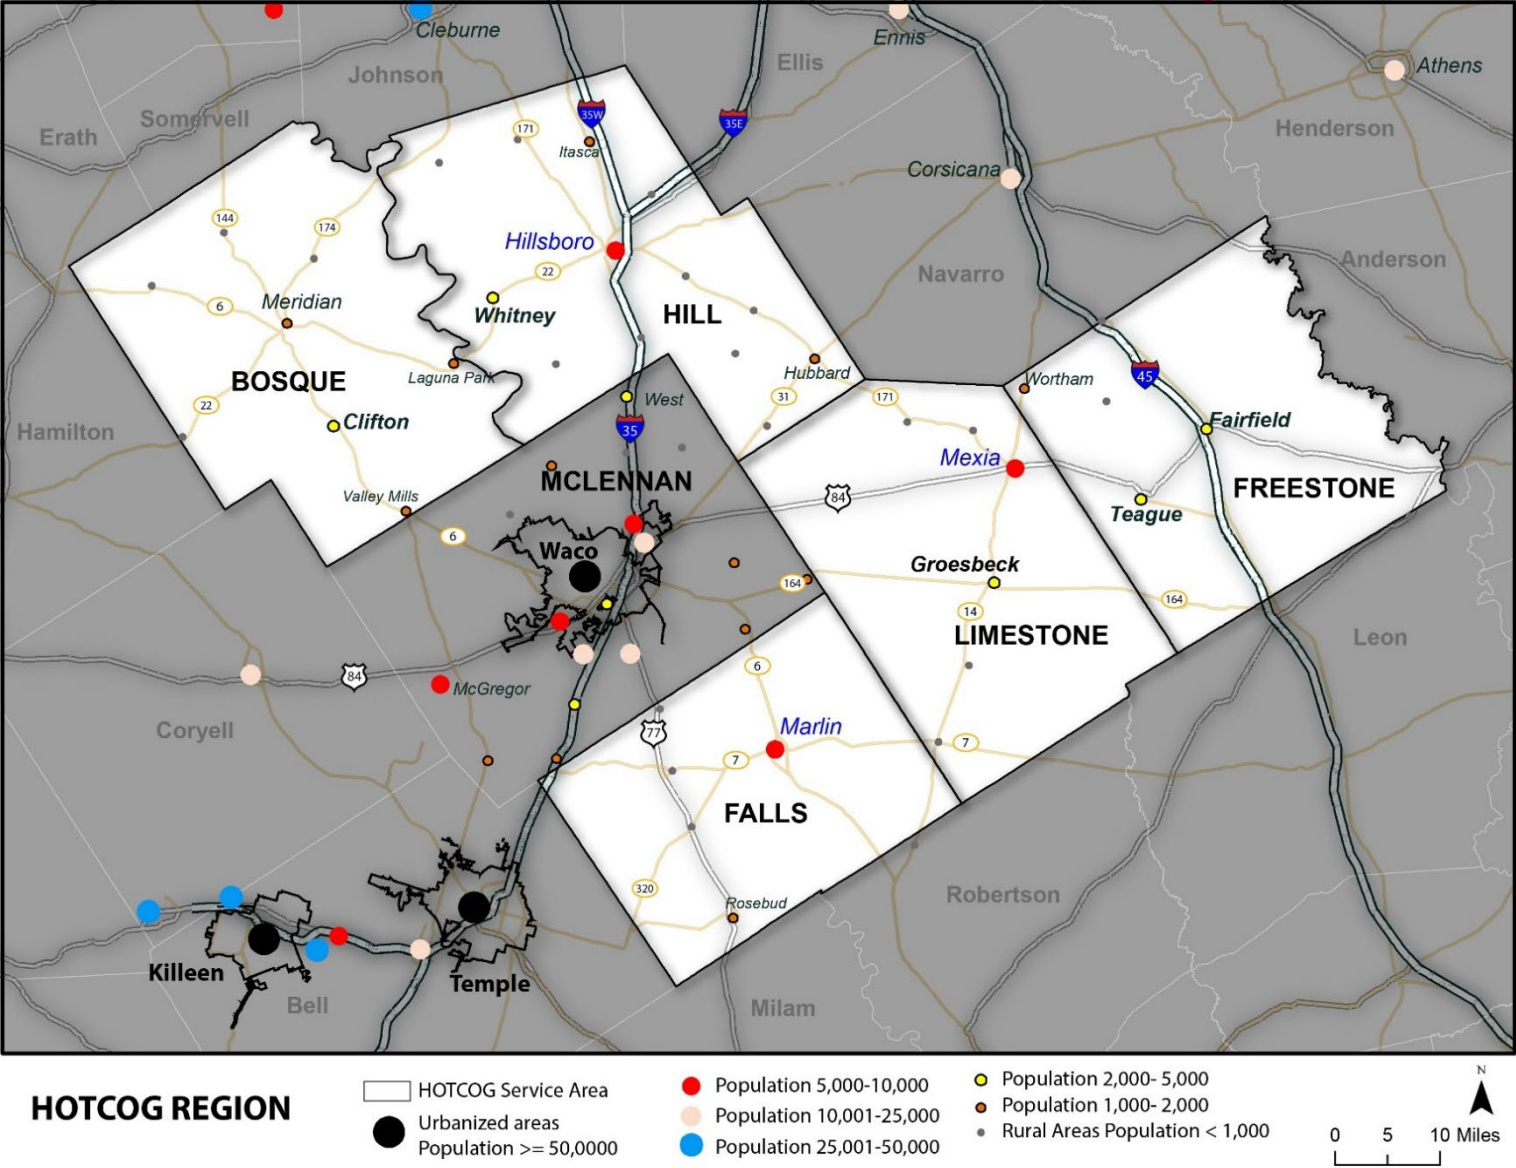 Cleburne
Ennis
Ellis
Athens
Johnson
Somervell
Erath
Henderson
35W
35E
171
Itasca
Corsicana
144
174
Hillsboro
Anderson
Navarro
22
6
Meridian
Whitney
HILL
BOSQUE
Laguna Park
Hubbard
Wortham
45
31
171
22
West
Clifton
Fairfield
Hamilton
35
Mexia
MCLENNAN
FREESTONE
Valley Mills
84
Teague
6
Waco
Groesbeck
164
164
14
LIMESTONE
Leon
6
84
McGregor
Coryell
77
Marlin
7
7
FALLS
320
Rosebud
Robertson
Killeen
Temple
Bell
Milam
HOTCOG REGION
HOTCOG Service Area
Urbanized areas
Population >= 50,0000
Population 5,000-10,000
Population 10,001-25,000
Population 25,001-50,000
Population 2,000- 5,000
Population 1,000- 2,000
Rural Areas Population < 1,000
N
0 5 10 Miles